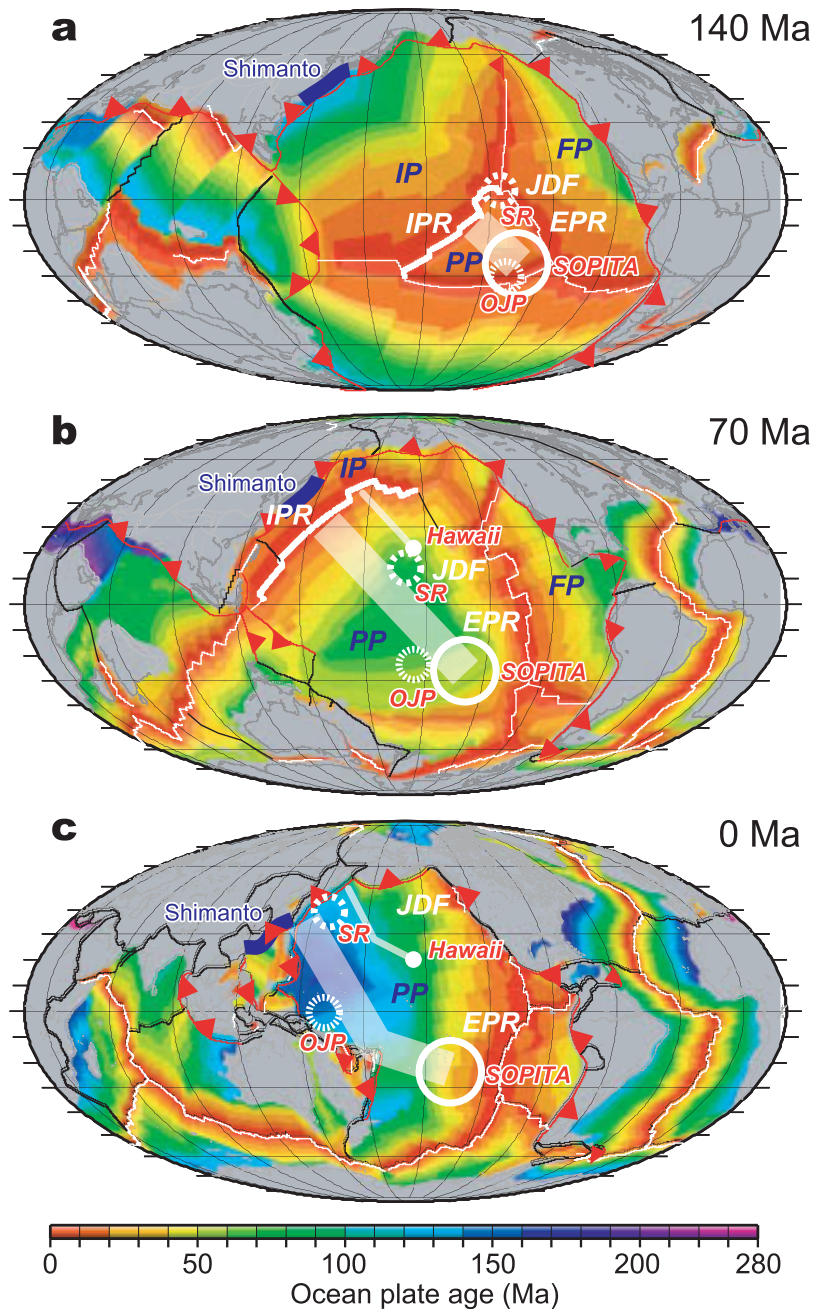 a
140 Ma
Shimanto
IP
FP
JDF
SR
IPR
EPR
PP
SOPITA
OJP
b
70 Ma
IP
Shimanto
IPR
Hawaii
JDF
SR
FP
EPR
PP
SOPITA
OJP
c
0 Ma
JDF
Shimanto
SR
Hawaii
PP
EPR
OJP
SOPITA
0 50 100 150 200 280
Ocean plate age (Ma)